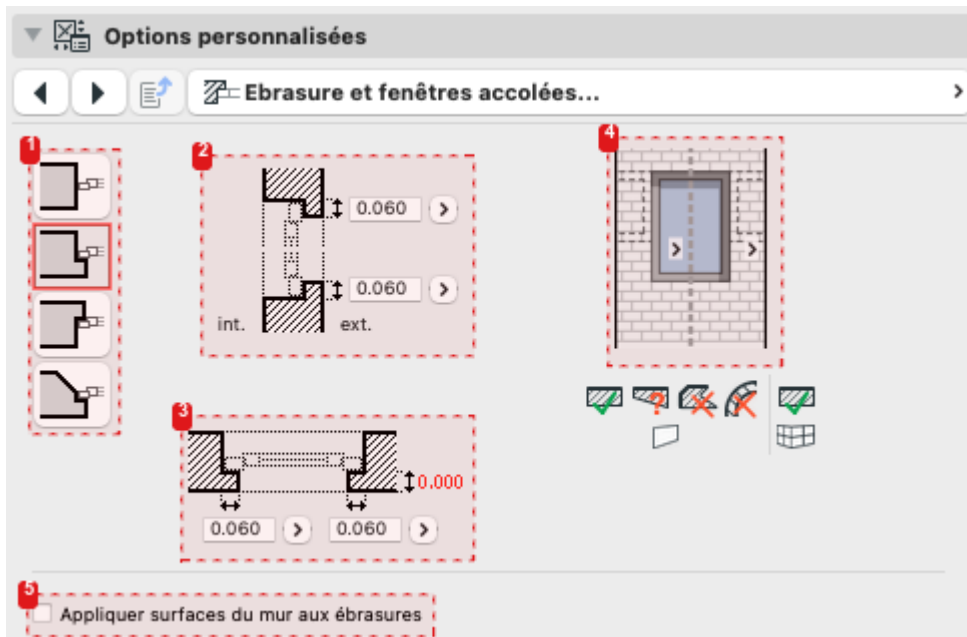 Options personnalisées
Ebrasure et fenêtres accolées...
1
2
4
0.060
0.060
int.
ext.
3
0.000
0.060
0.060
5
Appliquer surfaces du mur aux ébrasures